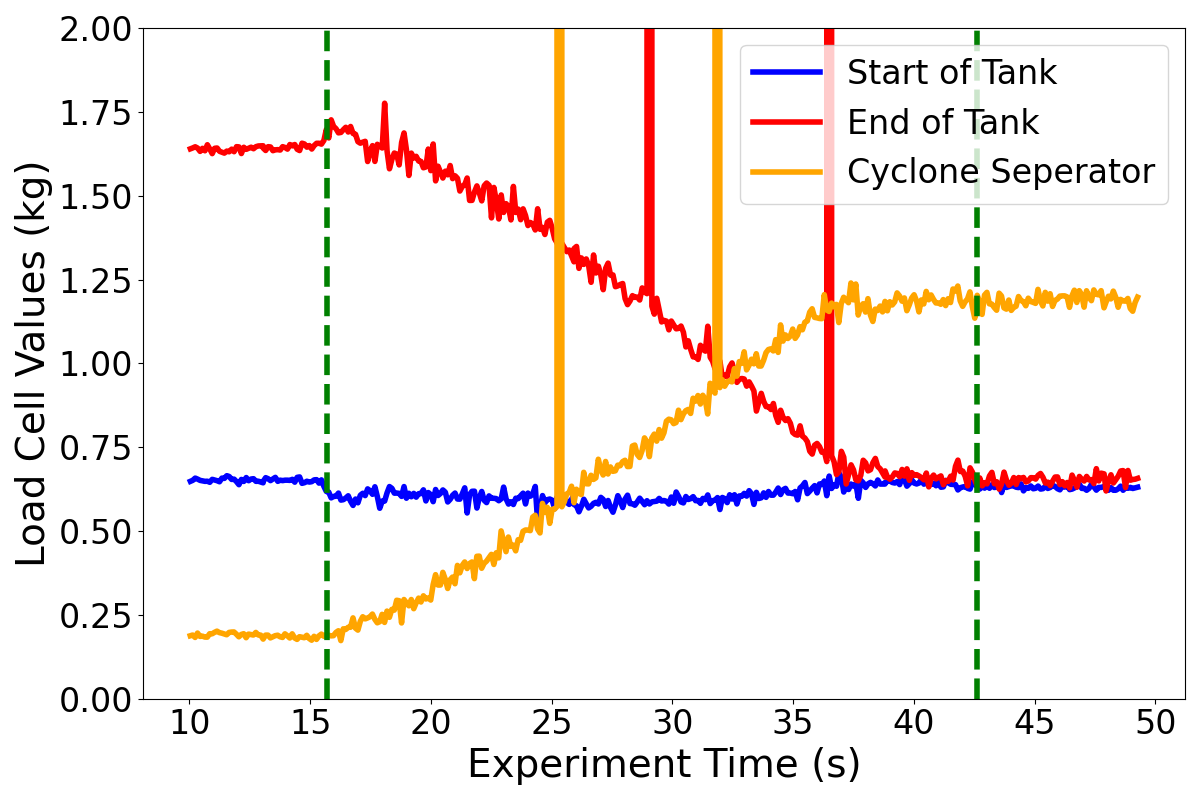 Load Cell Values (kg)
2.00
1.75
1.50
1.25
1.00
0.75
0.50
0.25
0.00
Start of Tank
End of Tank
Cyclone Seperator
10 15 20 25 30 35 40 45 50
Experiment Time (s)